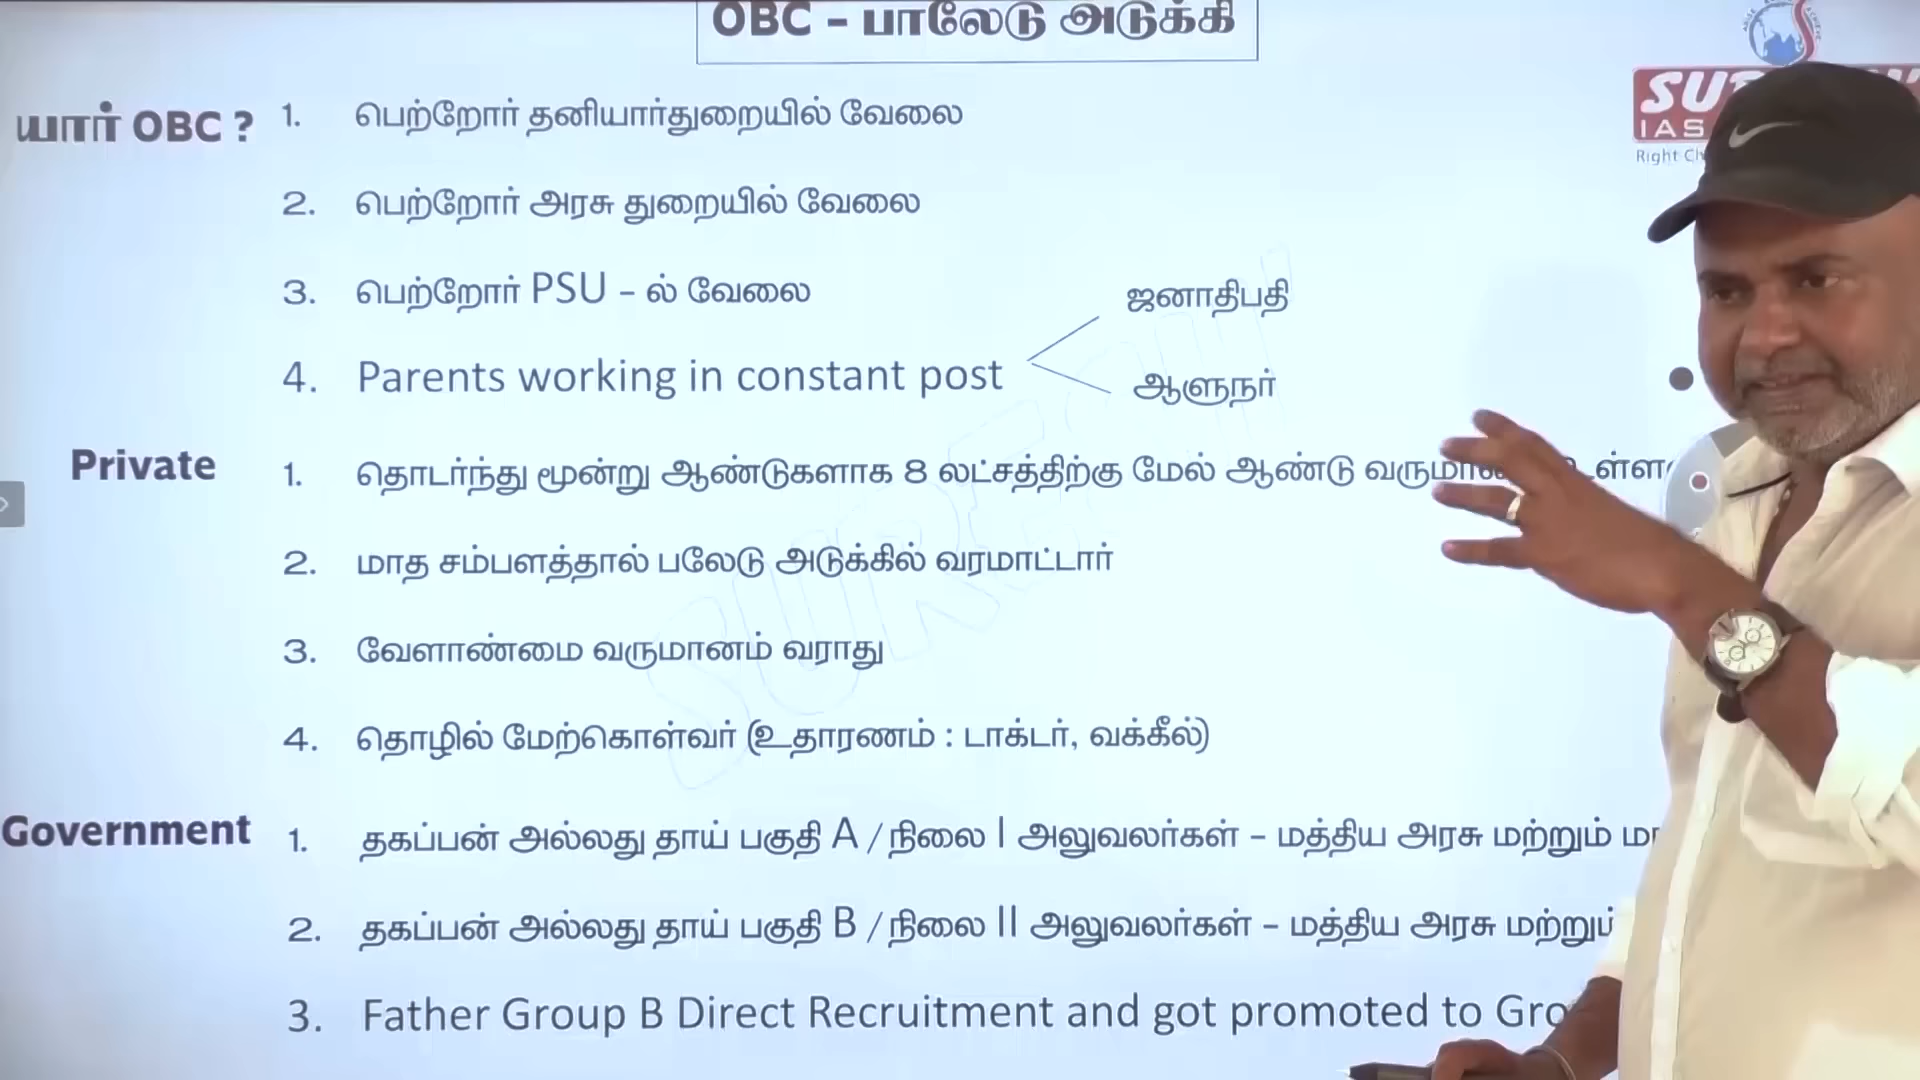 OBC – பாலேடு அடுக்கி
யார் OBC ?
1. பெற்றோர் தனியார்துறையில் வேலை
2. பெற்றோர் அரசு துறையில் வேலை
3. பெற்றோர் PSU – ல் வேலை
4. Parents working in constant post
ஜனாதிபதி
ஆளுநர்
Private
1. தொடர்ந்து மூன்று ஆண்டுகளாக 8 லட்சத்திற்கு மேல் ஆண்டு
2. மாத சம்பளத்தால் பலேடு அடுக்கில் வரமாட்டார்
3. வேளாண்மை வருமானம் வராது
4. தொழில் மேற்கொள்வர் (உதாரணம் : டாக்டர், வக்கீல்)
Government
1. தகப்பன் அல்லது தாய் பகுதி A / நிலை I அலுவலர்கள் – மத்திய அரசு மற்றும்
2. தகப்பன் அல்லது தாய் பகுதி B / நிலை II அலுவலர்கள் – மத்திய அரசு
3. Father Group B Direct Recruitment and got promoted to
IAS
Right
SURESH